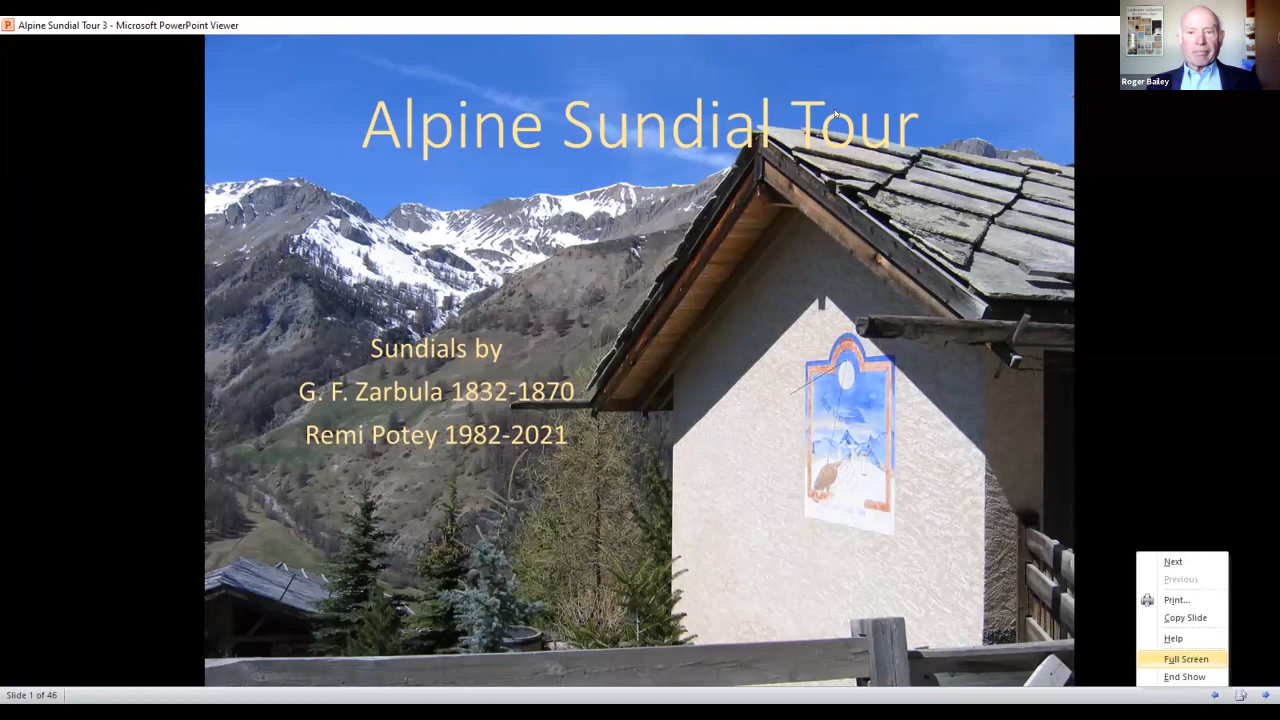 Alpine Sundial Tour 3 - Microsoft PowerPoint Viewer
Roger Bailey
Alpine Sundial Tour
Sundials by
G. F. Zarbula 1832-1870
Remi Potey 1982-2021
Next
Previous
Print...
Copy Slide
Help
Full Screen
End Show
Slide 1 of 46